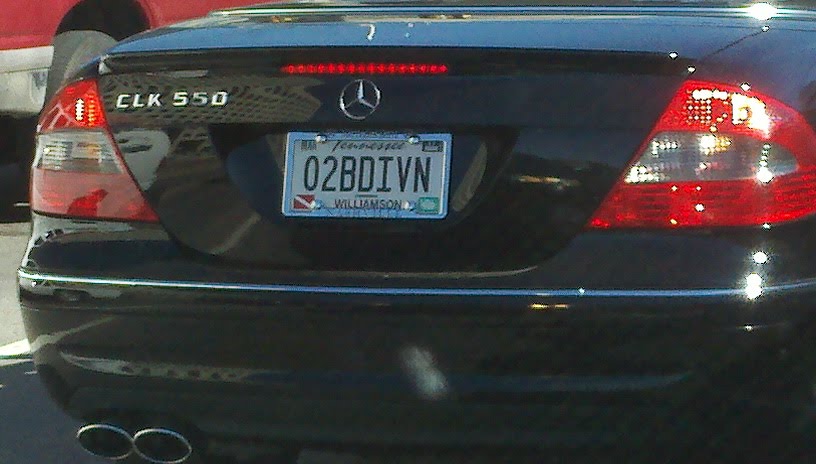 CLK 550
Tennessee
02BDIVN
WILLIAMSON